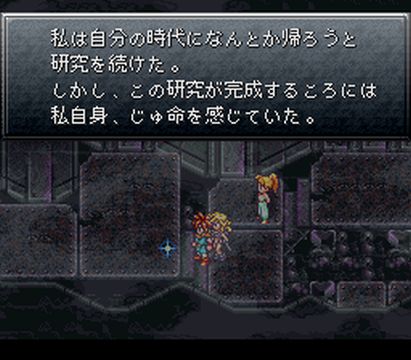 私は自分の時代になんとか帰ろうと
研究を続けた。
しかし、この研究が完成するころには
私自身、じゅ命を感じていた。